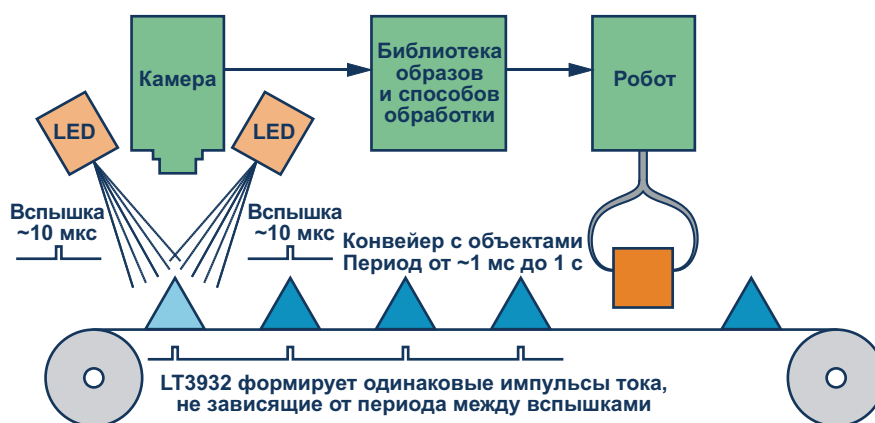 Камера
Библиотека
образов
и способов
обработки
Робот
LED
LED
Вспышка
~10 мкс
Вспышка
~10 мкс
Конвейер с объектами
Период от ~1 мс до 1 с
LT3932 формирует одинаковые импульсы тока,
не зависящие от периода между вспышками